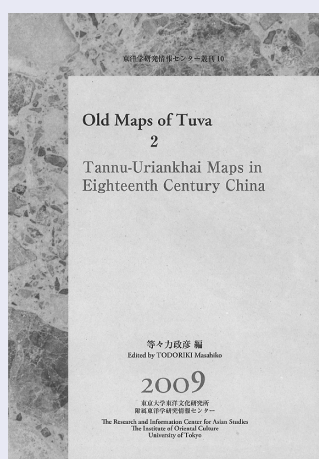 東洋学研究情報センター叢刊 10
Old Maps of Tuva
2
Tannu-Uriankhai Maps in
Eighteenth Century China
等々力政彦 編
Edited by TODORIKI Masahiko
2009
東京大学東洋文化研究所
附属東洋学研究情報センター
The Research and Information Center for Asian Studies
The Institute of Oriental Culture
University of Tokyo